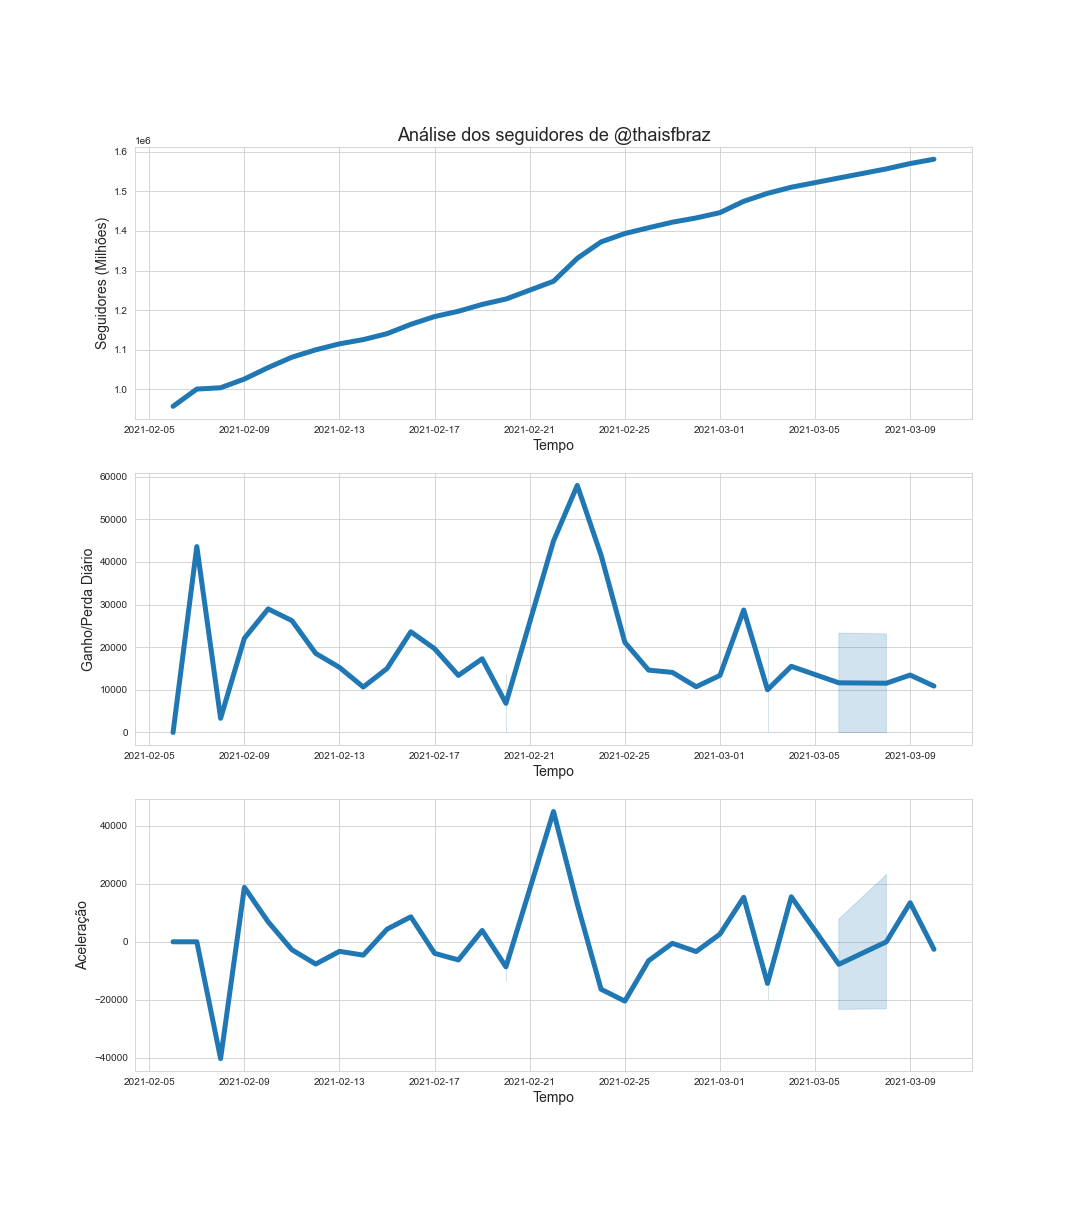 Análise dos seguidores de @thaisfbraz
1e6
Seguidores (Milhões)
1.6
1.5
1.4
1.3
1.2
1.1
1.0
2021-02-05 2021-02-09 2021-02-13 2021-02-17 2021-02-21 2021-02-25 2021-03-01 2021-03-05 2021-03-09
Tempo
Ganho/Perda Diário
60000
50000
40000
30000
20000
10000
0
2021-02-05 2021-02-09 2021-02-13 2021-02-17 2021-02-21 2021-02-25 2021-03-01 2021-03-05 2021-03-09
Tempo
Aceleração
40000
20000
0
−20000
−40000
2021-02-05 2021-02-09 2021-02-13 2021-02-17 2021-02-21 2021-02-25 2021-03-01 2021-03-05 2021-03-09
Tempo